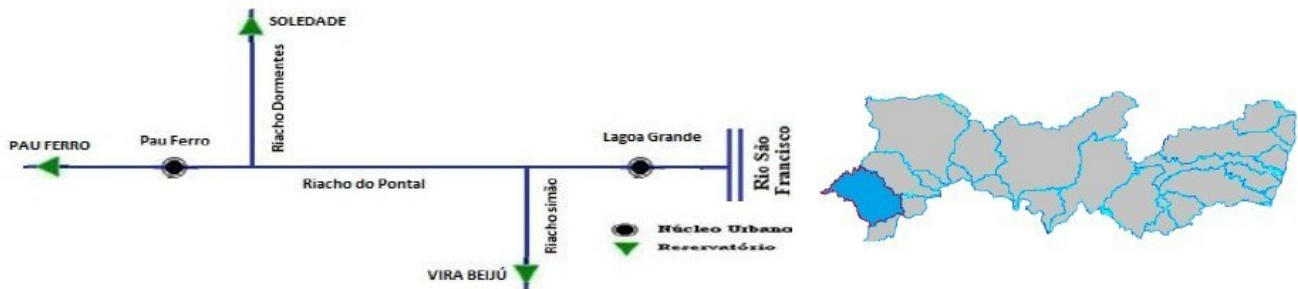 SOLEDADE
Riacho Dormentes
PAU FERRO
Pau Ferro
Lagoa Grande
Rio São
Francisco
Riacho do Pontal
Riacho simão
Núcleo Urbano
Reservatório
VIRA BEIJÚ